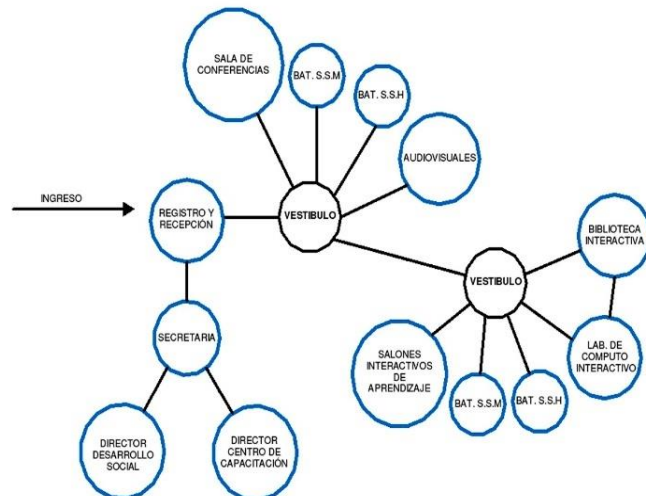 SALA DE
CONFERENCIAS
BAT. S.S.M
BAT. S.S.H
AUDIOVISUALES
INGRESO
REGISTRO Y
RECEPCIÓN
VESTIBULO
BIBLIOTECA
INTERACTIVA
VESTIBULO
SECRETARIA
SALONES
INTERACTIVOS
DE
APRENDIZAJE
LAB. DE
COMPUTO
INTERACTIVO
BAT. S.S.M
BAT. S.S.H
DIRECTOR
DESARROLLO
SOCIAL
DIRECTOR
CENTRO DE
CAPACITACIÓN